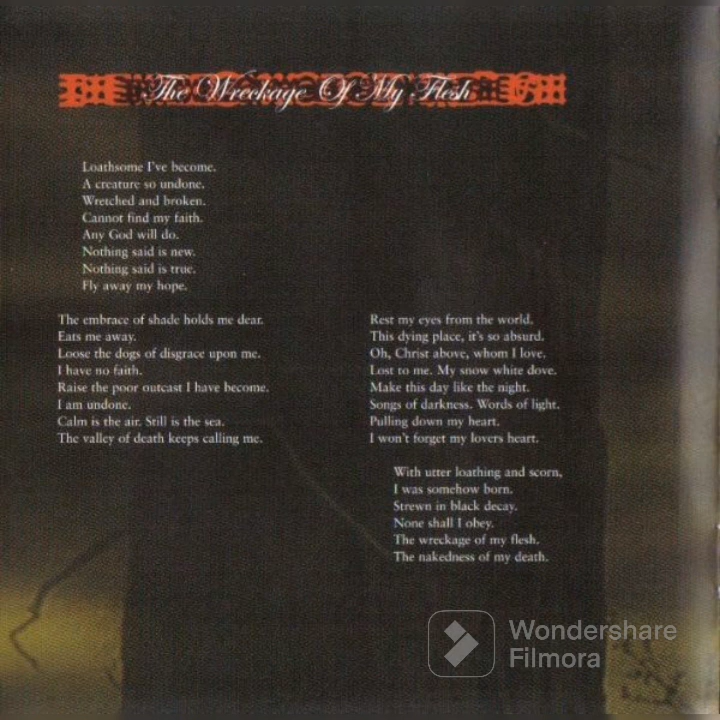 The Wreckage Of My Flesh
Loathsome I've become.
A creature so undone.
Wretched and broken.
Cannot find my faith.
Any God will do.
Nothing said is new.
Nothing said is true.
Fly away my hope.
The embrace of shade holds me dear.
Eats me away.
Loose the dogs of disgrace upon me.
I have no faith.
Raise the poor outcast I have become.
I am undone.
Calm is the air. Still is the sea.
The valley of death keeps calling me.
Rest my eyes from the world.
This dying place, it's so absurd.
Oh, Christ above, whom I love.
Lost to me. My snow white dove.
Make this day like the night.
Songs of darkness. Words of light.
Pulling down my heart.
I won't forget my lovers heart.
With utter loathing and scorn,
I was somehow born.
Strewn in black decay.
None shall I obey.
The wreckage of my flesh.
The nakedness of my death.
Wondershare
Filmora